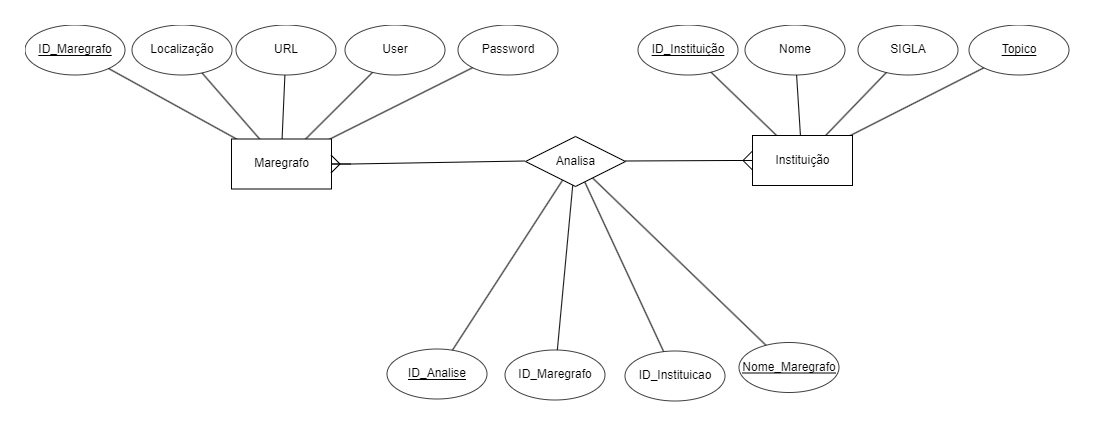 ID_Maregrafo
Localização
URL
User
Password
ID_Instituição
Nome
SIGLA
Topico
Maregrafo
Analisa
Instituição
ID_Analise
ID_Maregrafo
ID_Instituicao
Nome_Maregrafo